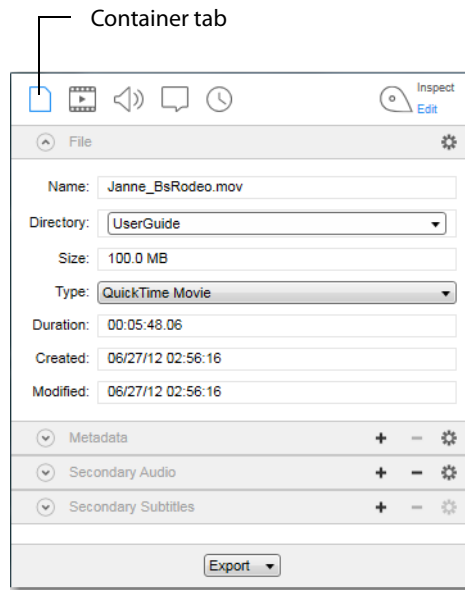 Container tab
Inspect
Edit
File
Name: Janne_BsRodeo.mov
Directory: UserGuide
Size: 100.0 MB
Type: QuickTime Movie
Duration: 00:05:48.06
Created: 06/27/12 02:56:16
Modified: 06/27/12 02:56:16
Metadata
Secondary Audio
Secondary Subtitles
Export